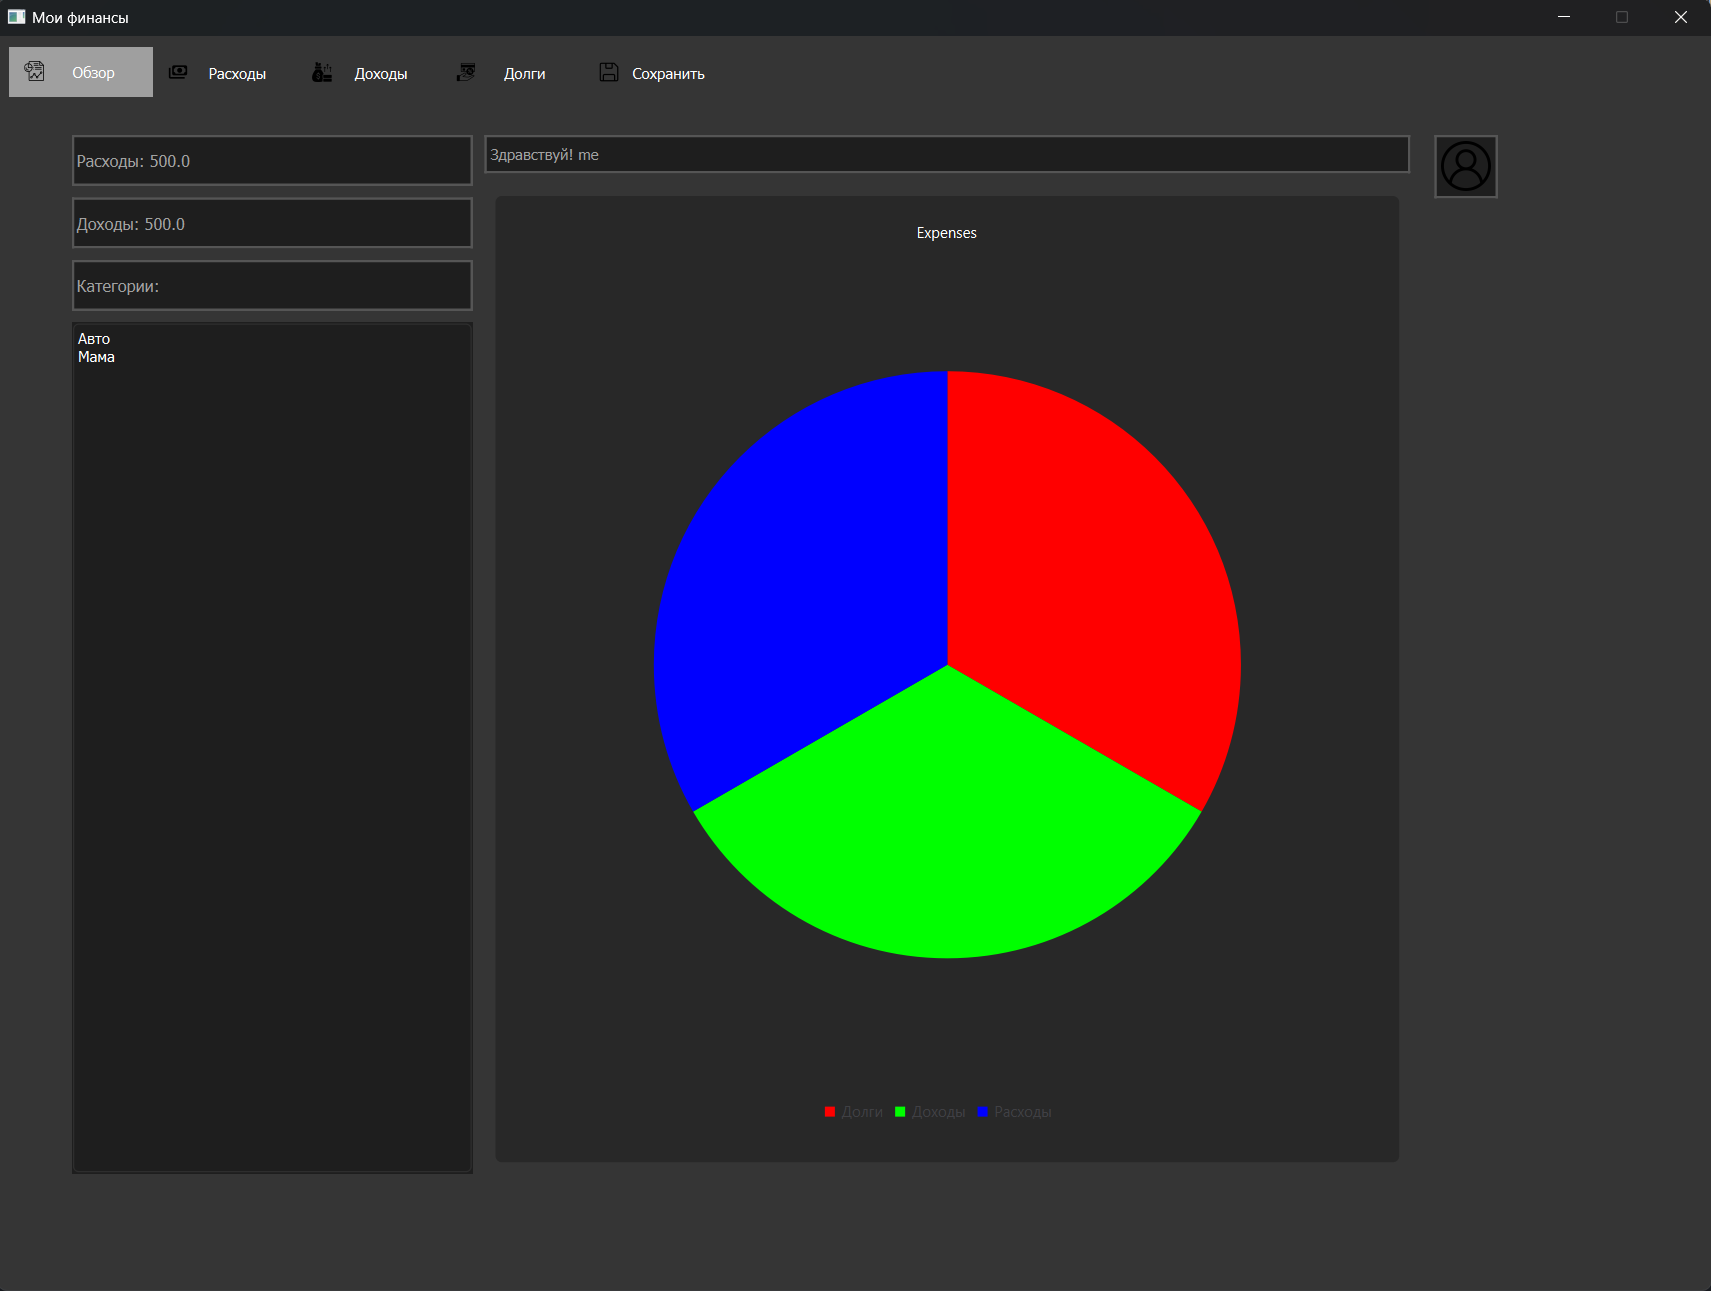 Мои финансы
Обзор
Расходы
Доходы
Долги
Сохранить
Расходы: 500.0
Доходы: 500.0
Категории:
Авто
Мама
Здравствуй! me
Expenses
Долги
Доходы
Расходы